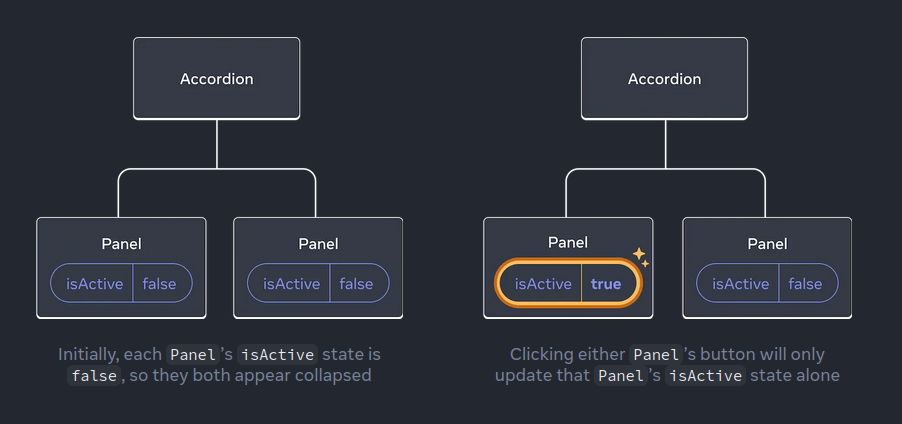 Accordion
Panel
isActive false
Panel
isActive false
Initially, each Panel's isActive state is
false, so they both appear collapsed
Accordion
Panel
isActive true
Panel
isActive false
Clicking either Panel's button will only
update that Panel's isActive state alone